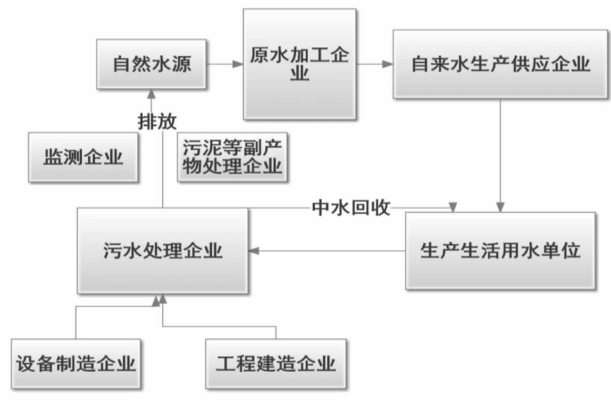 自然水源
原水加工企
业
自来水生产供应企业
排放
监测企业
污泥等副产
物处理企业
中水回收
污水处理企业
生产生活用水单位
设备制造企业
工程建造企业